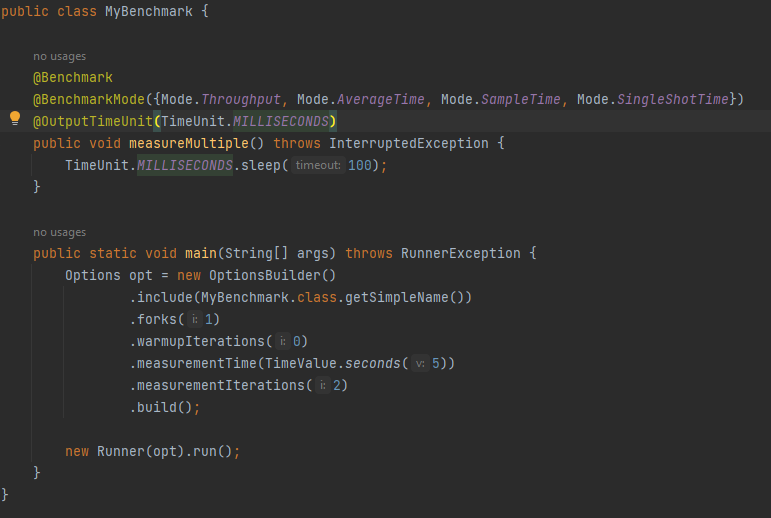 public class MyBenchmark {
no usages
@Benchmark
@BenchmarkMode({Mode.Throughput, Mode.AverageTime, Mode.SampleTime, Mode.SingleShotTime})
@OutputTimeUnit(TimeUnit.MILLISECONDS)
public void measureMultiple() throws InterruptedException {
TimeUnit.MILLISECONDS.sleep( timeout: 100);
}
no usages
public static void main(String[] args) throws RunnerException {
Options opt = new OptionsBuilder()
.include(MyBenchmark.class.getSimpleName())
.forks( i: 1)
.warmupIterations( i: 0)
.measurementTime(TimeValue.seconds( v: 5))
.measurementIterations( i: 2)
.build();
new Runner(opt).run();
}
}